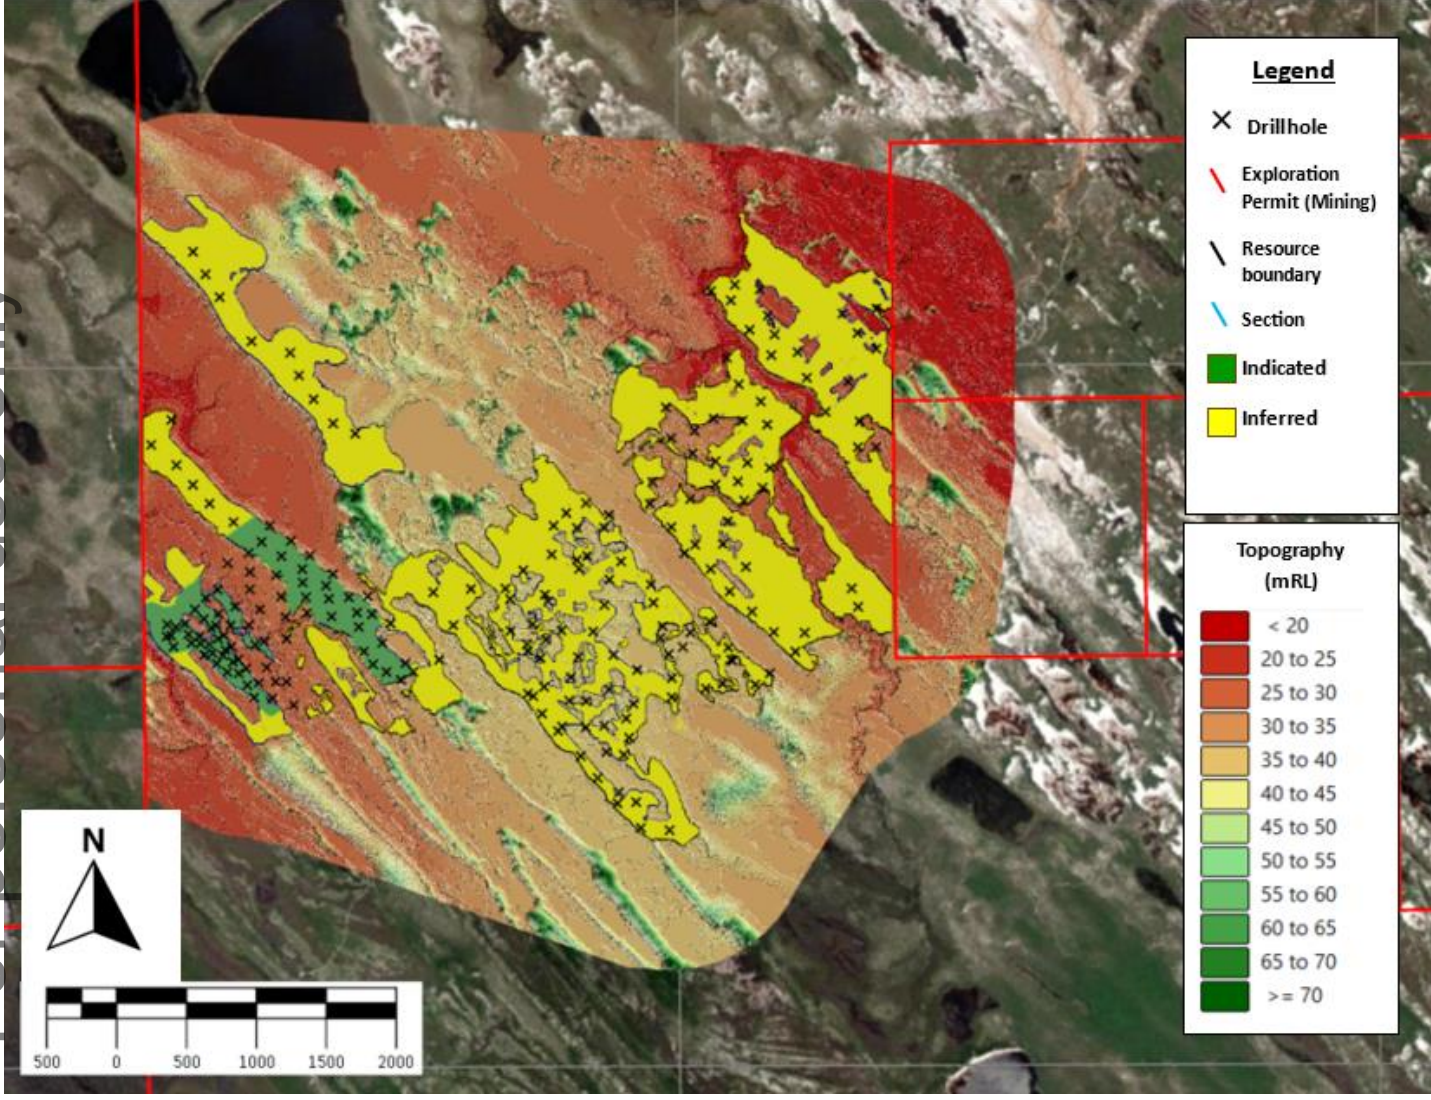 Legend
Drillhole
Exploration
Permit (Mining)
Resource
boundary
Section
Indicated
Inferred
Topography
(mRL)
< 20
20 to 25
25 to 30
30 to 35
35 to 40
40 to 45
45 to 50
50 to 55
55 to 60
60 to 65
65 to 70
>= 70
N
500 0 500 1000 1500 2000